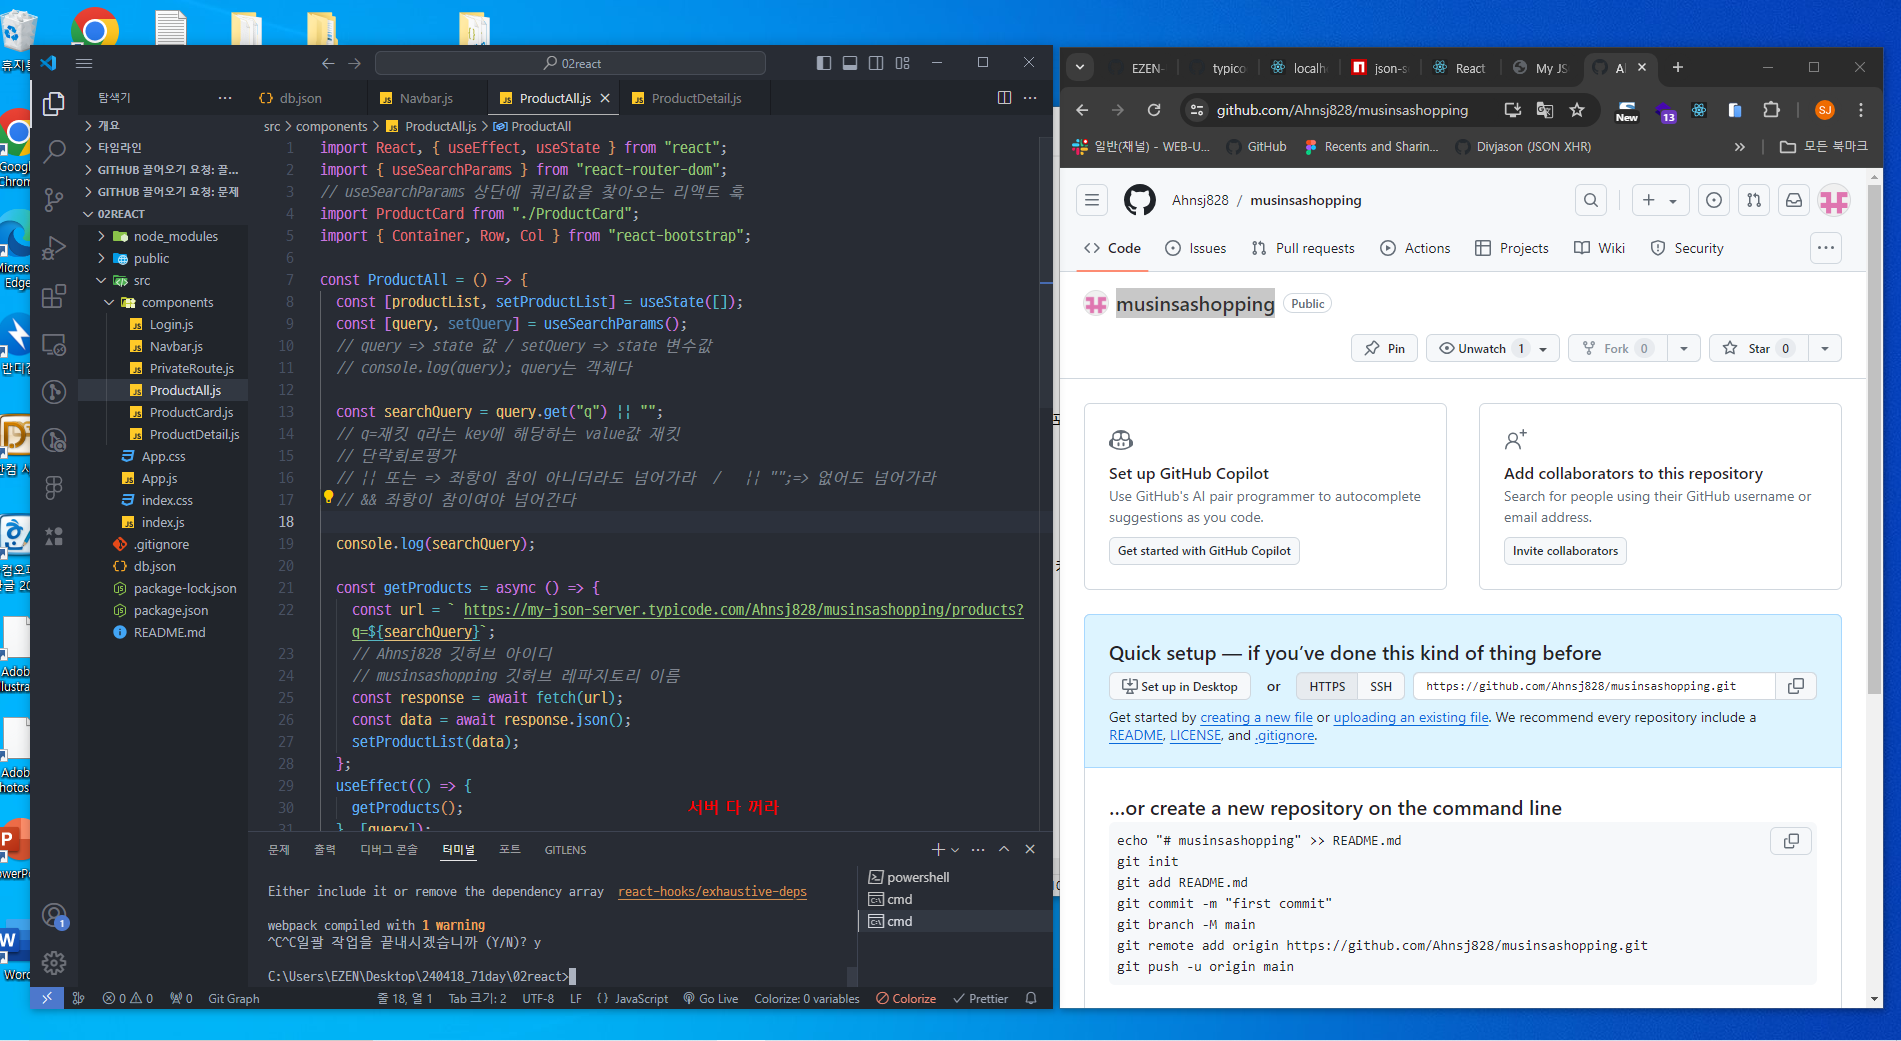 휴지통
Google
Chrom
Microso
Edge
반디집
한컴 사
Adob
llustra
Adob
hotos
owerPo
Word
02react
탐색기
db.json
Navbar.js
ProductAll.js
ProductDetail.js
src > components > ProductAll.js > ProductAll
개요
타임라인
GITHUB 끌어오기 요청: 끌...
GITHUB 끌어오기 요청: 문제
02REACT
node_modules
public
src
components
Login.js
Navbar.js
PrivateRoute.js
ProductAll.js
ProductCard.js
ProductDetail.js
App.css
App.js
index.css
index.js
.gitignore
db.json
package-lock.json
package.json
README.md
1 import React, { useEffect, useState } from "react";
2 import { useSearchParams } from "react-router-dom";
3 // useSearchParams 상단에 쿼리값을 찾아오는 리액트 훅
4 import ProductCard from "./ProductCard";
5 import { Container, Row, Col } from "react-bootstrap";
6
7 const ProductAll = () => {
8 const [productList, setProductList] = useState([]);
9 const [query, setQuery] = useSearchParams();
10 // query => state 값 / setQuery => state 변수값
11 // console.log(query); query는 객체다
12
13 const searchQuery = query.get("q") || "";
14 // q=재킷 q라는 key에 해당하는 value값 재킷
15 // 단락회로평가
16 // || 또는 => 좌항이 참이 아니더라도 넘어가라 / || "";=> 없어도 넘어가라
17 // && 좌항이 참이여야 넘어간다
18
19 console.log(searchQuery);
20
21 const getProducts = async () => {
22 const url = ` https://my-json-server.typicode.com/Ahnsj828/musinsashopping/products?
q=${searchQuery}`;
23 // Ahnsj828 깃허브 아이디
24 // musinsashopping 깃허브 레파지토리 이름
25 const response = await fetch(url);
26 const data = await response.json();
27 setProductList(data);
28 };
29 useEffect(() => {
30 getProducts();
서버 다 꺼라
31 }, [query]);
문제 출력 디버그 콘솔 터미널 포트 GITLENS
Either include it or remove the dependency array react-hooks/exhaustive-deps
webpack compiled with 1 warning
^C^C일괄 작업을 끝내시겠습니까 (Y/N)? y
C:\Users\EZEN\Desktop\240418_71day\02react>
powershell
cmd
cmd
1
0 0 0 Git Graph 줄 18, 열 1 Tab 크기: 2 UTF-8 LF {} JavaScript Go Live Colorize: 0 variables Colorize Prettier
EZEN- typico localh json-s React My JS A
github.com/Ahnsj828/musinsashopping
New
13
SJ
일반(채널) - WEB-U... GitHub Recents and Sharin... Divjason (JSON XHR) » 모든 북마크
Ahnsj828 / musinsashopping
Code Issues Pull requests Actions Projects Wiki Security
musinsashopping Public
Pin Unwatch 1 Fork 0 Star 0
Set up GitHub Copilot
Use GitHub's AI pair programmer to autocomplete
suggestions as you code.
Get started with GitHub Copilot
Add collaborators to this repository
Search for people using their GitHub username or
email address.
Invite collaborators
Quick setup — if you've done this kind of thing before
Set up in Desktop or HTTPS SSH https://github.com/Ahnsj828/musinsashopping.git
Get started by creating a new file or uploading an existing file. We recommend every repository include a
README, LICENSE, and .gitignore.
…or create a new repository on the command line
echo "# musinsashopping" >> README.md
git init
git add README.md
git commit -m "first commit"
git branch -M main
git remote add origin https://github.com/Ahnsj828/musinsashopping.git
git push -u origin main